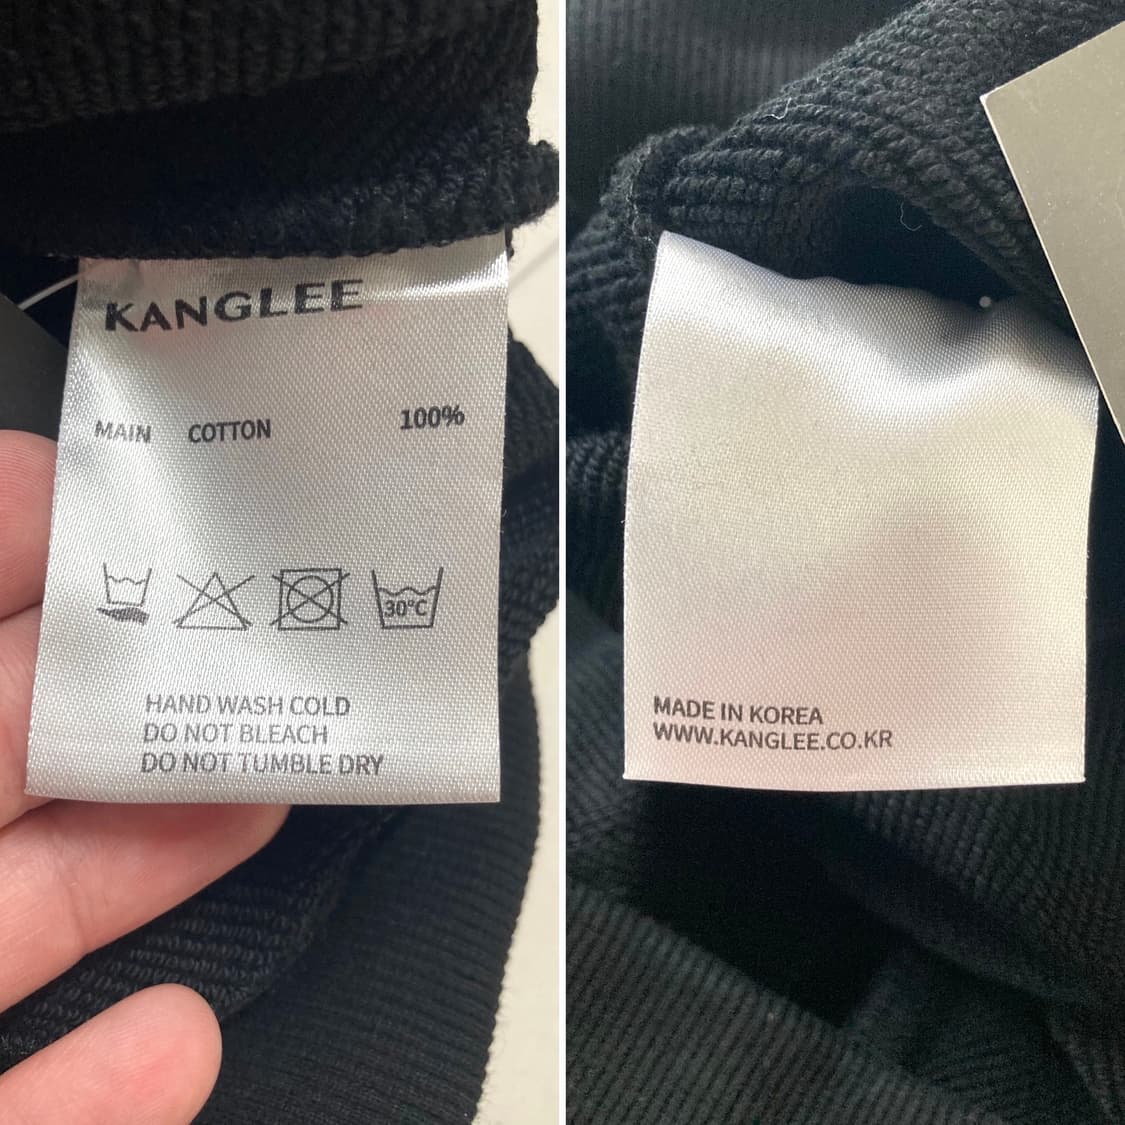 KANGLEE
MAIN COTTON 100%
30°C
HAND WASH COLD
DO NOT BLEACH
DO NOT TUMBLE DRY
MADE IN KOREA
WWW.KANGLEE.CO.KR